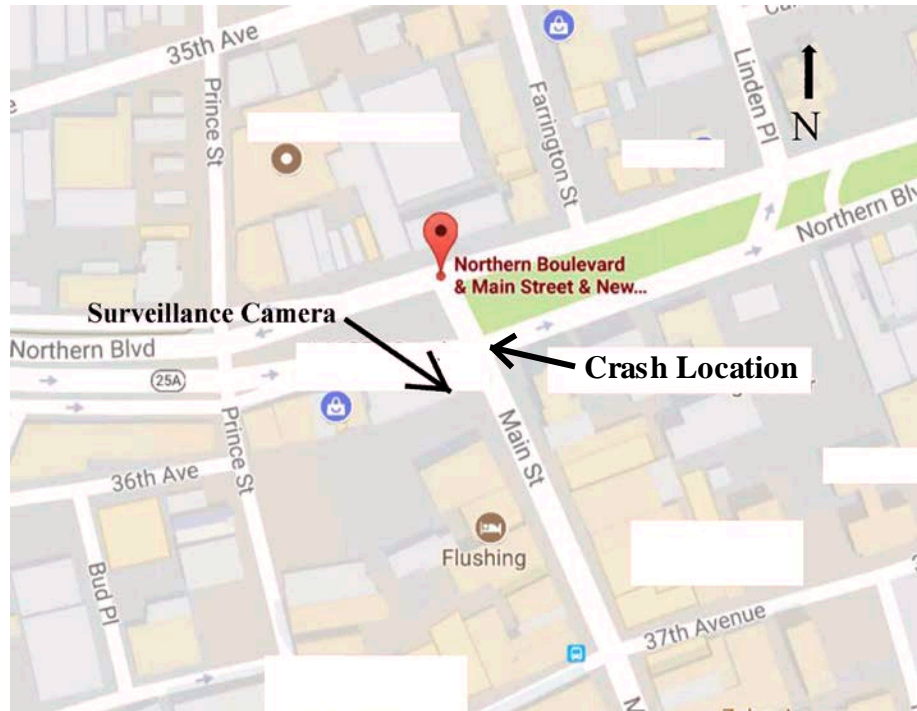 35th Ave
Prince St
Farrington St
Linden Pl
N
Northern Blv
Northern Boulevard
& Main Street & New...
Surveillance Camera
Northern Blvd
25A
Crash Location
Main St
36th Ave
Prince St
Flushing
Bud Pl
37th Avenue